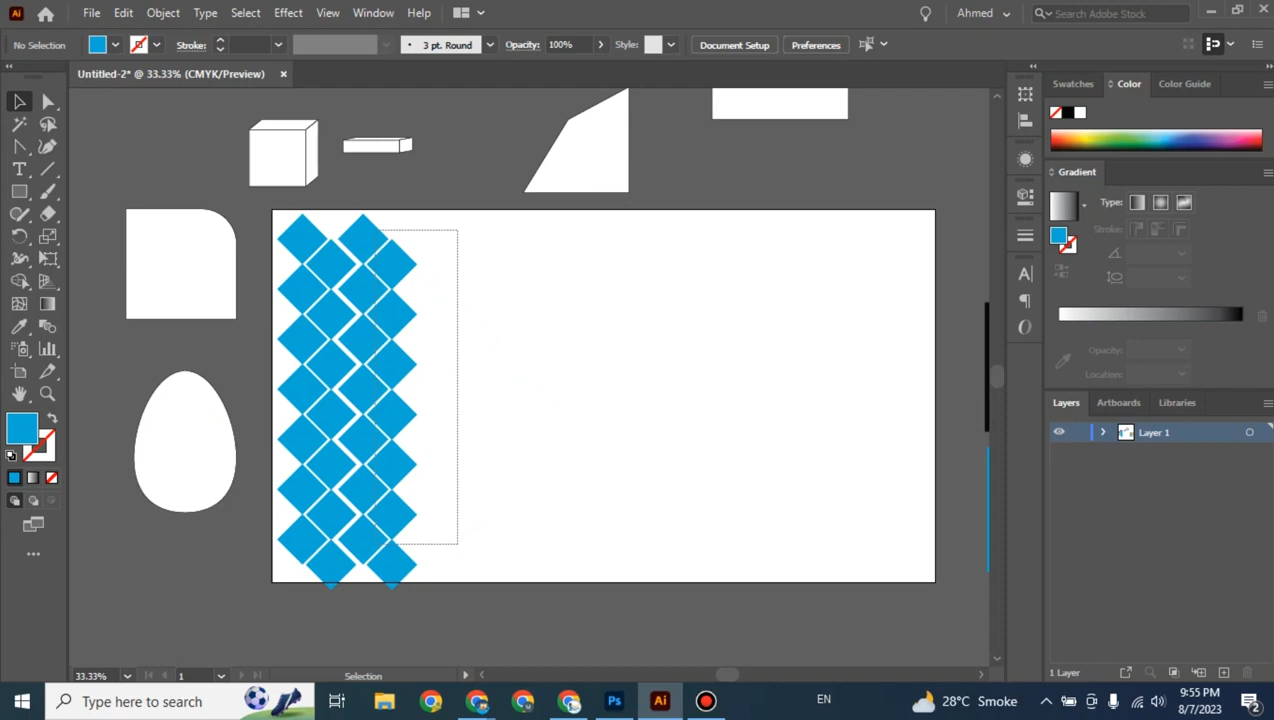 Ai File Edit Object Type Select Effect View Window Help Ahmed Search Adobe Stock
No Selection Stroke: 3 pt. Round Opacity: 100% Style: Document Setup Preferences
Untitled-2* @ 33.33% (CMYK/Preview)
Swatches Color Color Guide
Gradient
Type:
Stroke:
Opacity:
Location:
Layers Artboards Libraries
Layer 1
33.33% 1 Selection 1 Layer
Type here to search Ps Ai 28°C Smoke EN 9:55 PM
8/7/2023 2